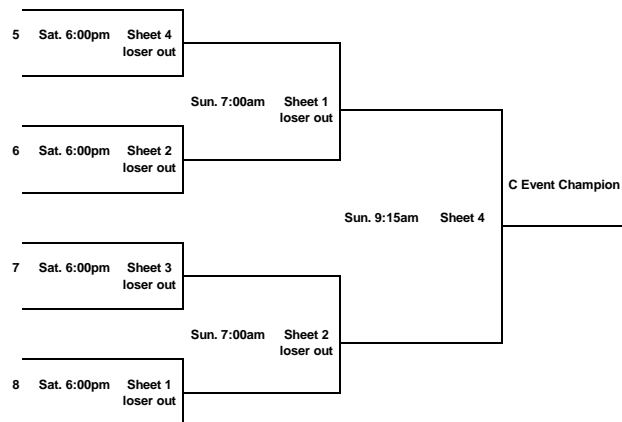 5 Sat. 6:00pm Sheet 4
loser out
Sun. 7:00am Sheet 1
loser out
6 Sat. 6:00pm Sheet 2
loser out
C Event Champion
Sun. 9:15am Sheet 4
7 Sat. 6:00pm Sheet 3
loser out
Sun. 7:00am Sheet 2
loser out
8 Sat. 6:00pm Sheet 1
loser out